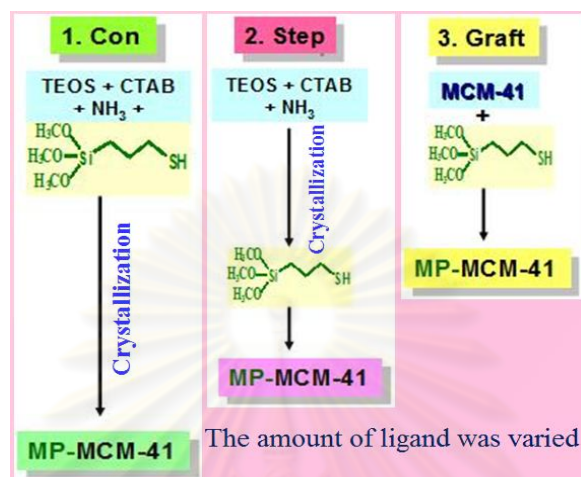 1. Con
TEOS + CTAB
+ NH₃ +
H₃CO
H₃CO Si SH
H₃CO
Crystallization
MP-MCM-41
2. Step
TEOS + CTAB
+ NH₃
Crystallization
H₃CO
H₃CO Si SH
H₃CO
MP-MCM-41
3. Graft
MCM-41
+
H₃CO
H₃CO Si SH
H₃CO
MP-MCM-41
The amount of ligand was varied